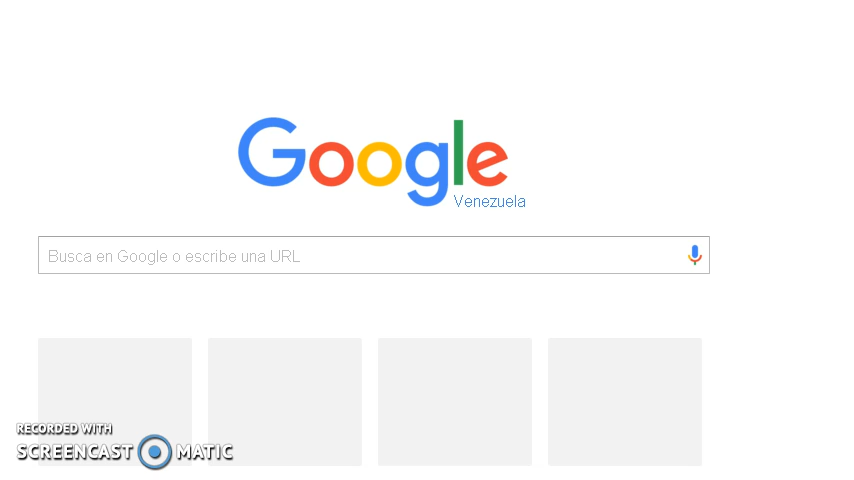 Google
Venezuela
Busca en Google o escribe una URL
RECORDED WITH
SCREENCAST MATIC